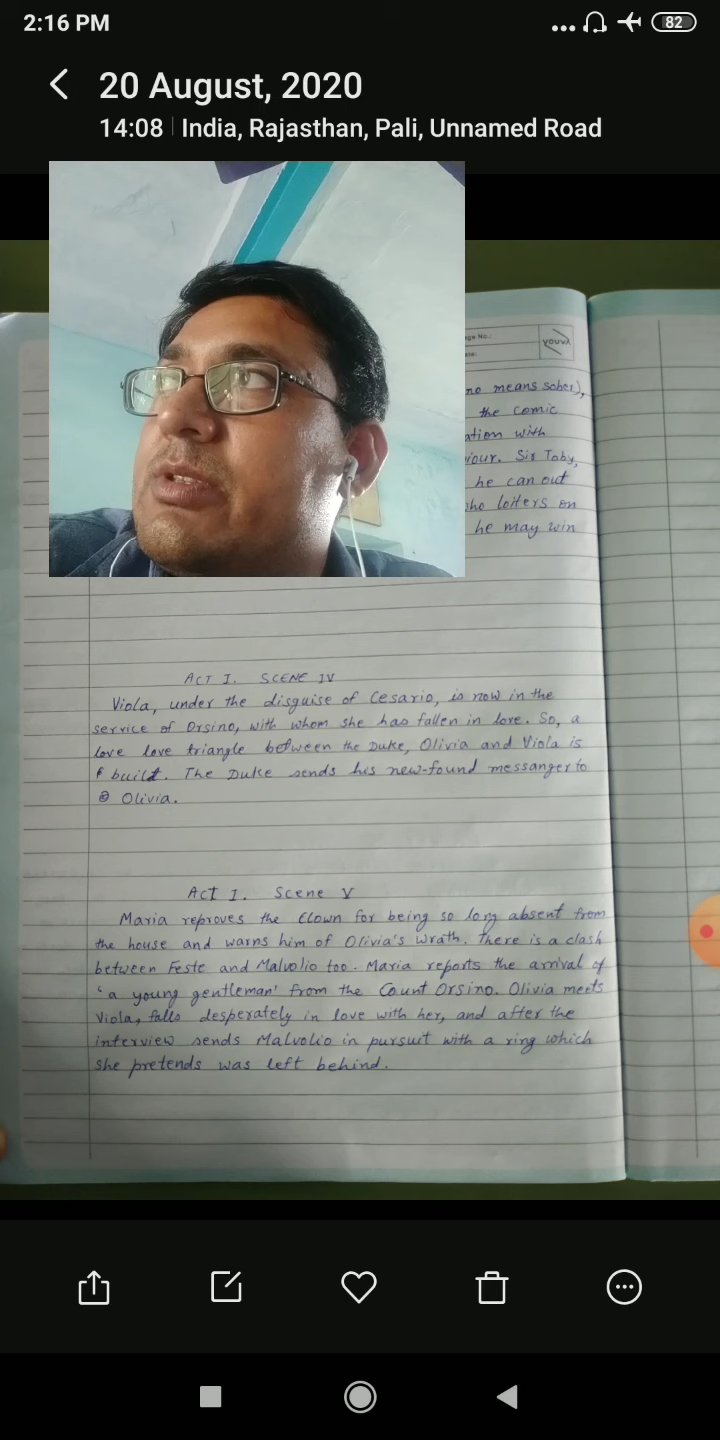 2:16 PM
82
20 August, 2020
14:08 | India, Rajasthan, Pali, Unnamed Road
youva
means sober),
the comic
with
Sir Toby,
he can out
loiters on
he may win
ACT I. SCENE IV
Viola, under the disguise of Cesario, is now in the
service of Orsino, with whom she has fallen in love. So, a
love love triangle between the Duke, Olivia and Viola is
built. The Duke sends his new-found messanger to
Olivia.
ACT I. Scene V
Maria reproves the Clown for being so long absent from
the house and warns him of Olivia's wrath. There is a clash
between Feste and Malvolio too. Maria reports the arrival of
'a young gentleman' from the Count Orsino. Olivia meets
Viola, falls desperately in love with her, and after the
interview sends Malvolio in pursuit with a ring which
she pretends was left behind.